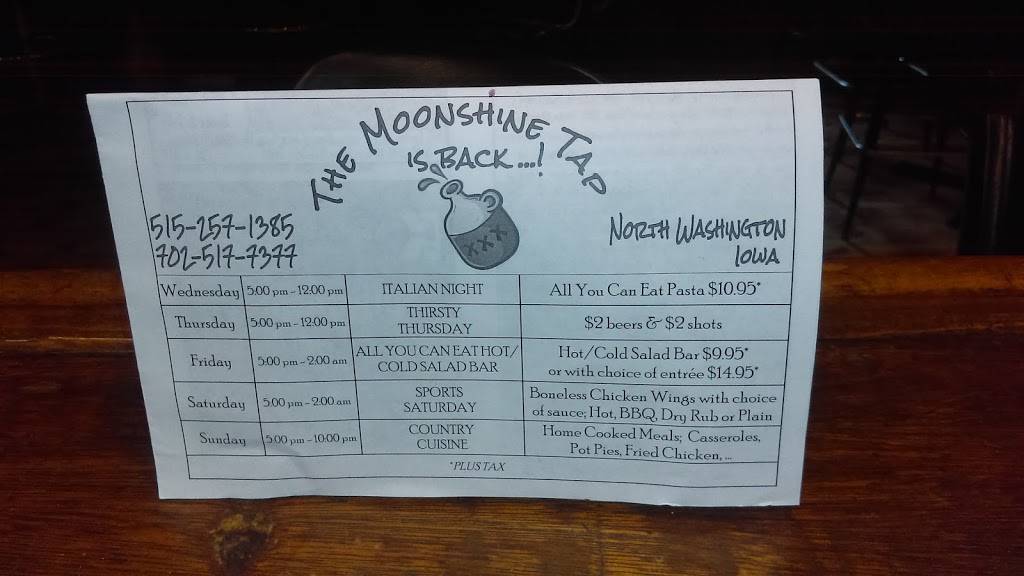 THE MOONSHINE TAP
IS BACK...!
XXX
515-257-1385
702-517-7377
NORTH WASHINGTON
IOWA
Wednesday 5:00 pm - 12:00 pm ITALIAN NIGHT All You Can Eat Pasta $10.95*
Thursday 5:00 pm - 12:00 pm THIRSTY THURSDAY $2 beers & $2 shots
Friday 5:00 pm - 2:00 am ALL YOU CAN EAT HOT/ COLD SALAD BAR Hot/Cold Salad Bar $9.95*
or with choice of entrée $14.95*
Saturday 5:00 pm - 2:00 am SPORTS SATURDAY Boneless Chicken Wings with choice
of sauce; Hot, BBQ, Dry Rub or Plain
Sunday 5:00 pm - 10:00 pm COUNTRY CUISINE Home Cooked Meals; Casseroles,
Pot Pies, Fried Chicken, ...
*PLUS TAX